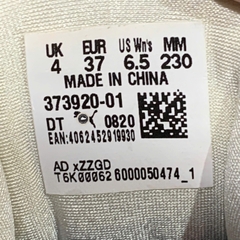 UK EUR US Wn's MM
4 37 6.5 230
MADE IN CHINA
373920-01
DT 0820
EAN:4062452919930
AD xZZGD
T6K00062 6000050474_1